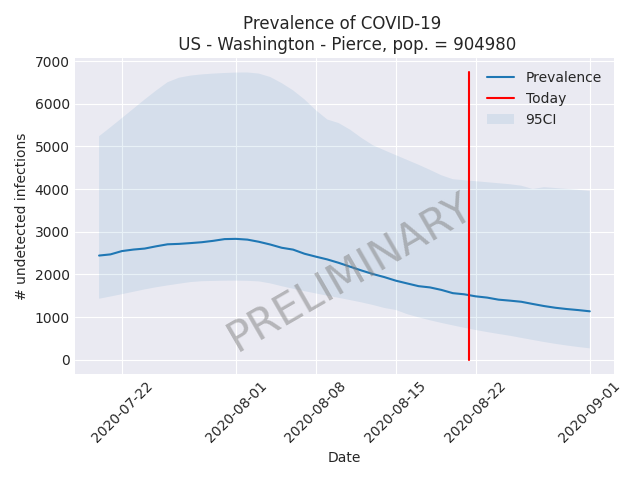 Prevalence of COVID-19
US - Washington - Pierce, pop. = 904980
7000
6000
5000
4000
3000
2000
1000
0
# undetected infections
Prevalence
Today
95CI
PRELIMINARY
2020-07-22
2020-08-01
2020-08-08
2020-08-15
2020-08-22
2020-09-01
Date